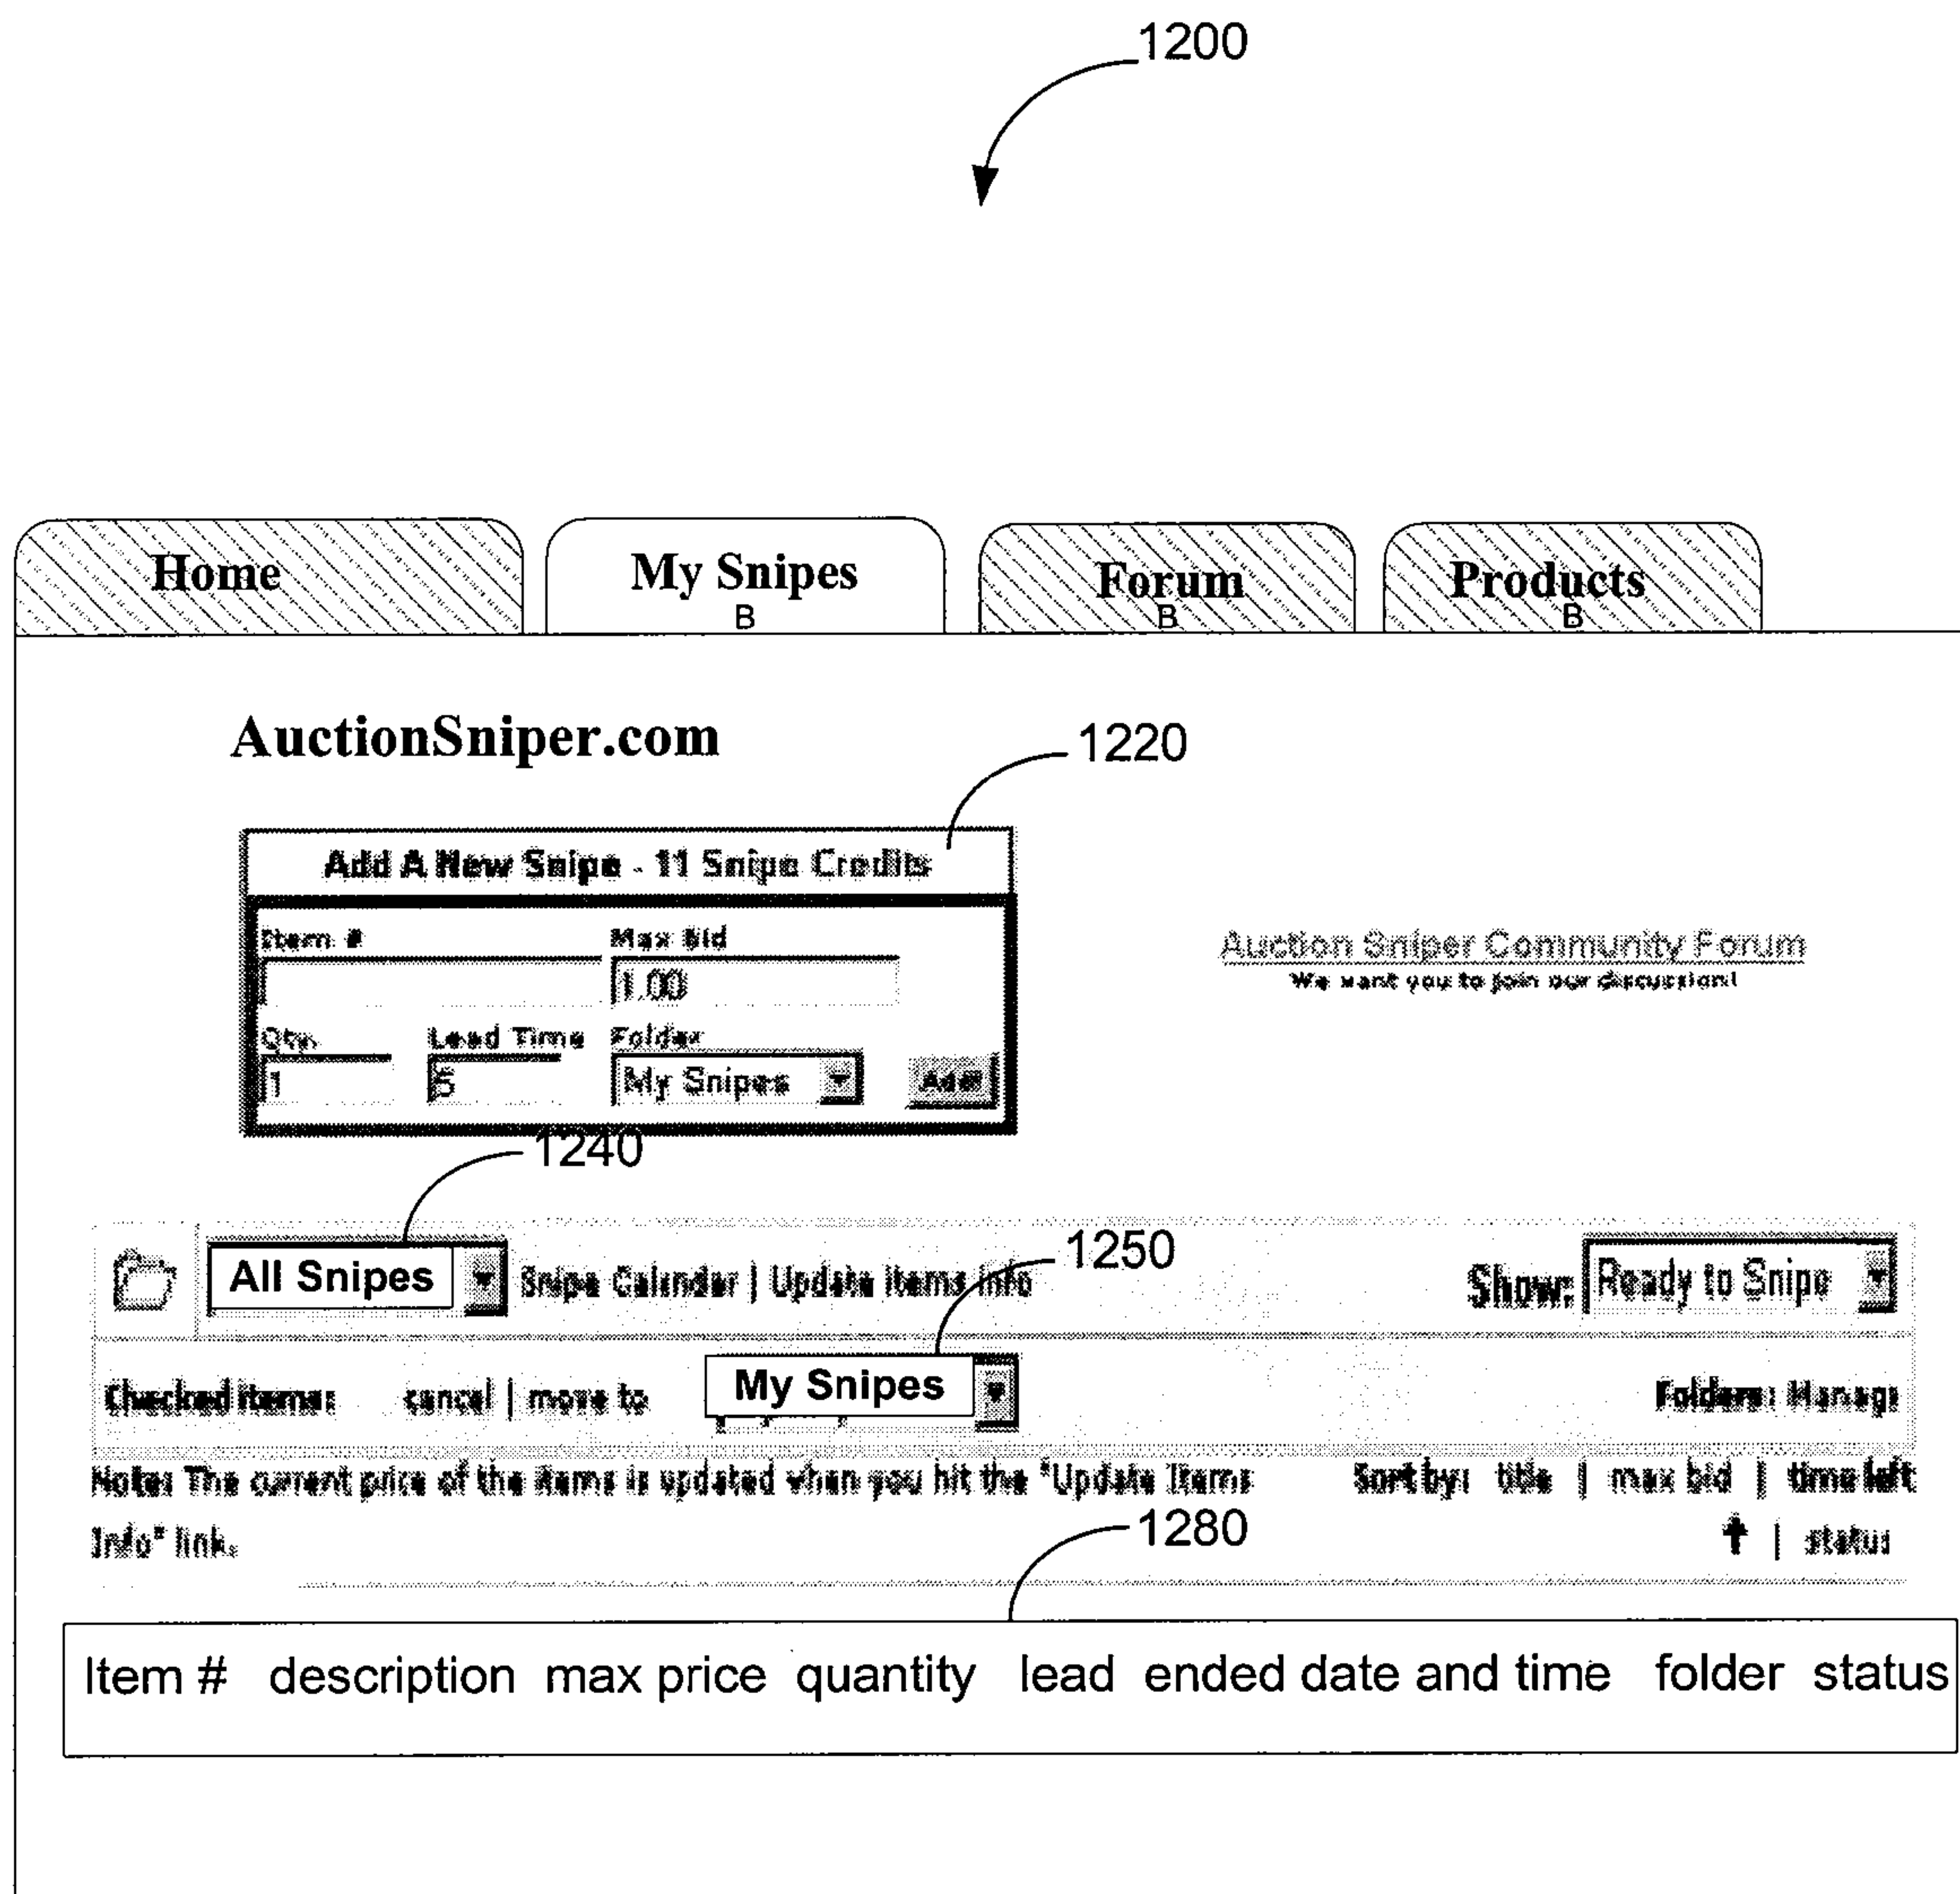 1200
Home
My Snipes
B
Forum
B
Products
B
AuctionSniper.com
1220
Add A New Snipe - 11 Snipe Credits
Item # Max Bid
1.00
Auction Sniper Community Forum
We want you to join our discussion!
Qty. Lead Time Folder
1 5 My Snipes Add!
1240
1250
All Snipes Snipe Calendar | Update items info Show: Ready to Snipe
Checked items: cancel | move to My Snipes Folders: Manage
Note: The current price of the items is updated when you hit the "Update Items Sort by: title | max bid | time left
Info" link. | status
1280
Item # description max price quantity lead ended date and time folder status